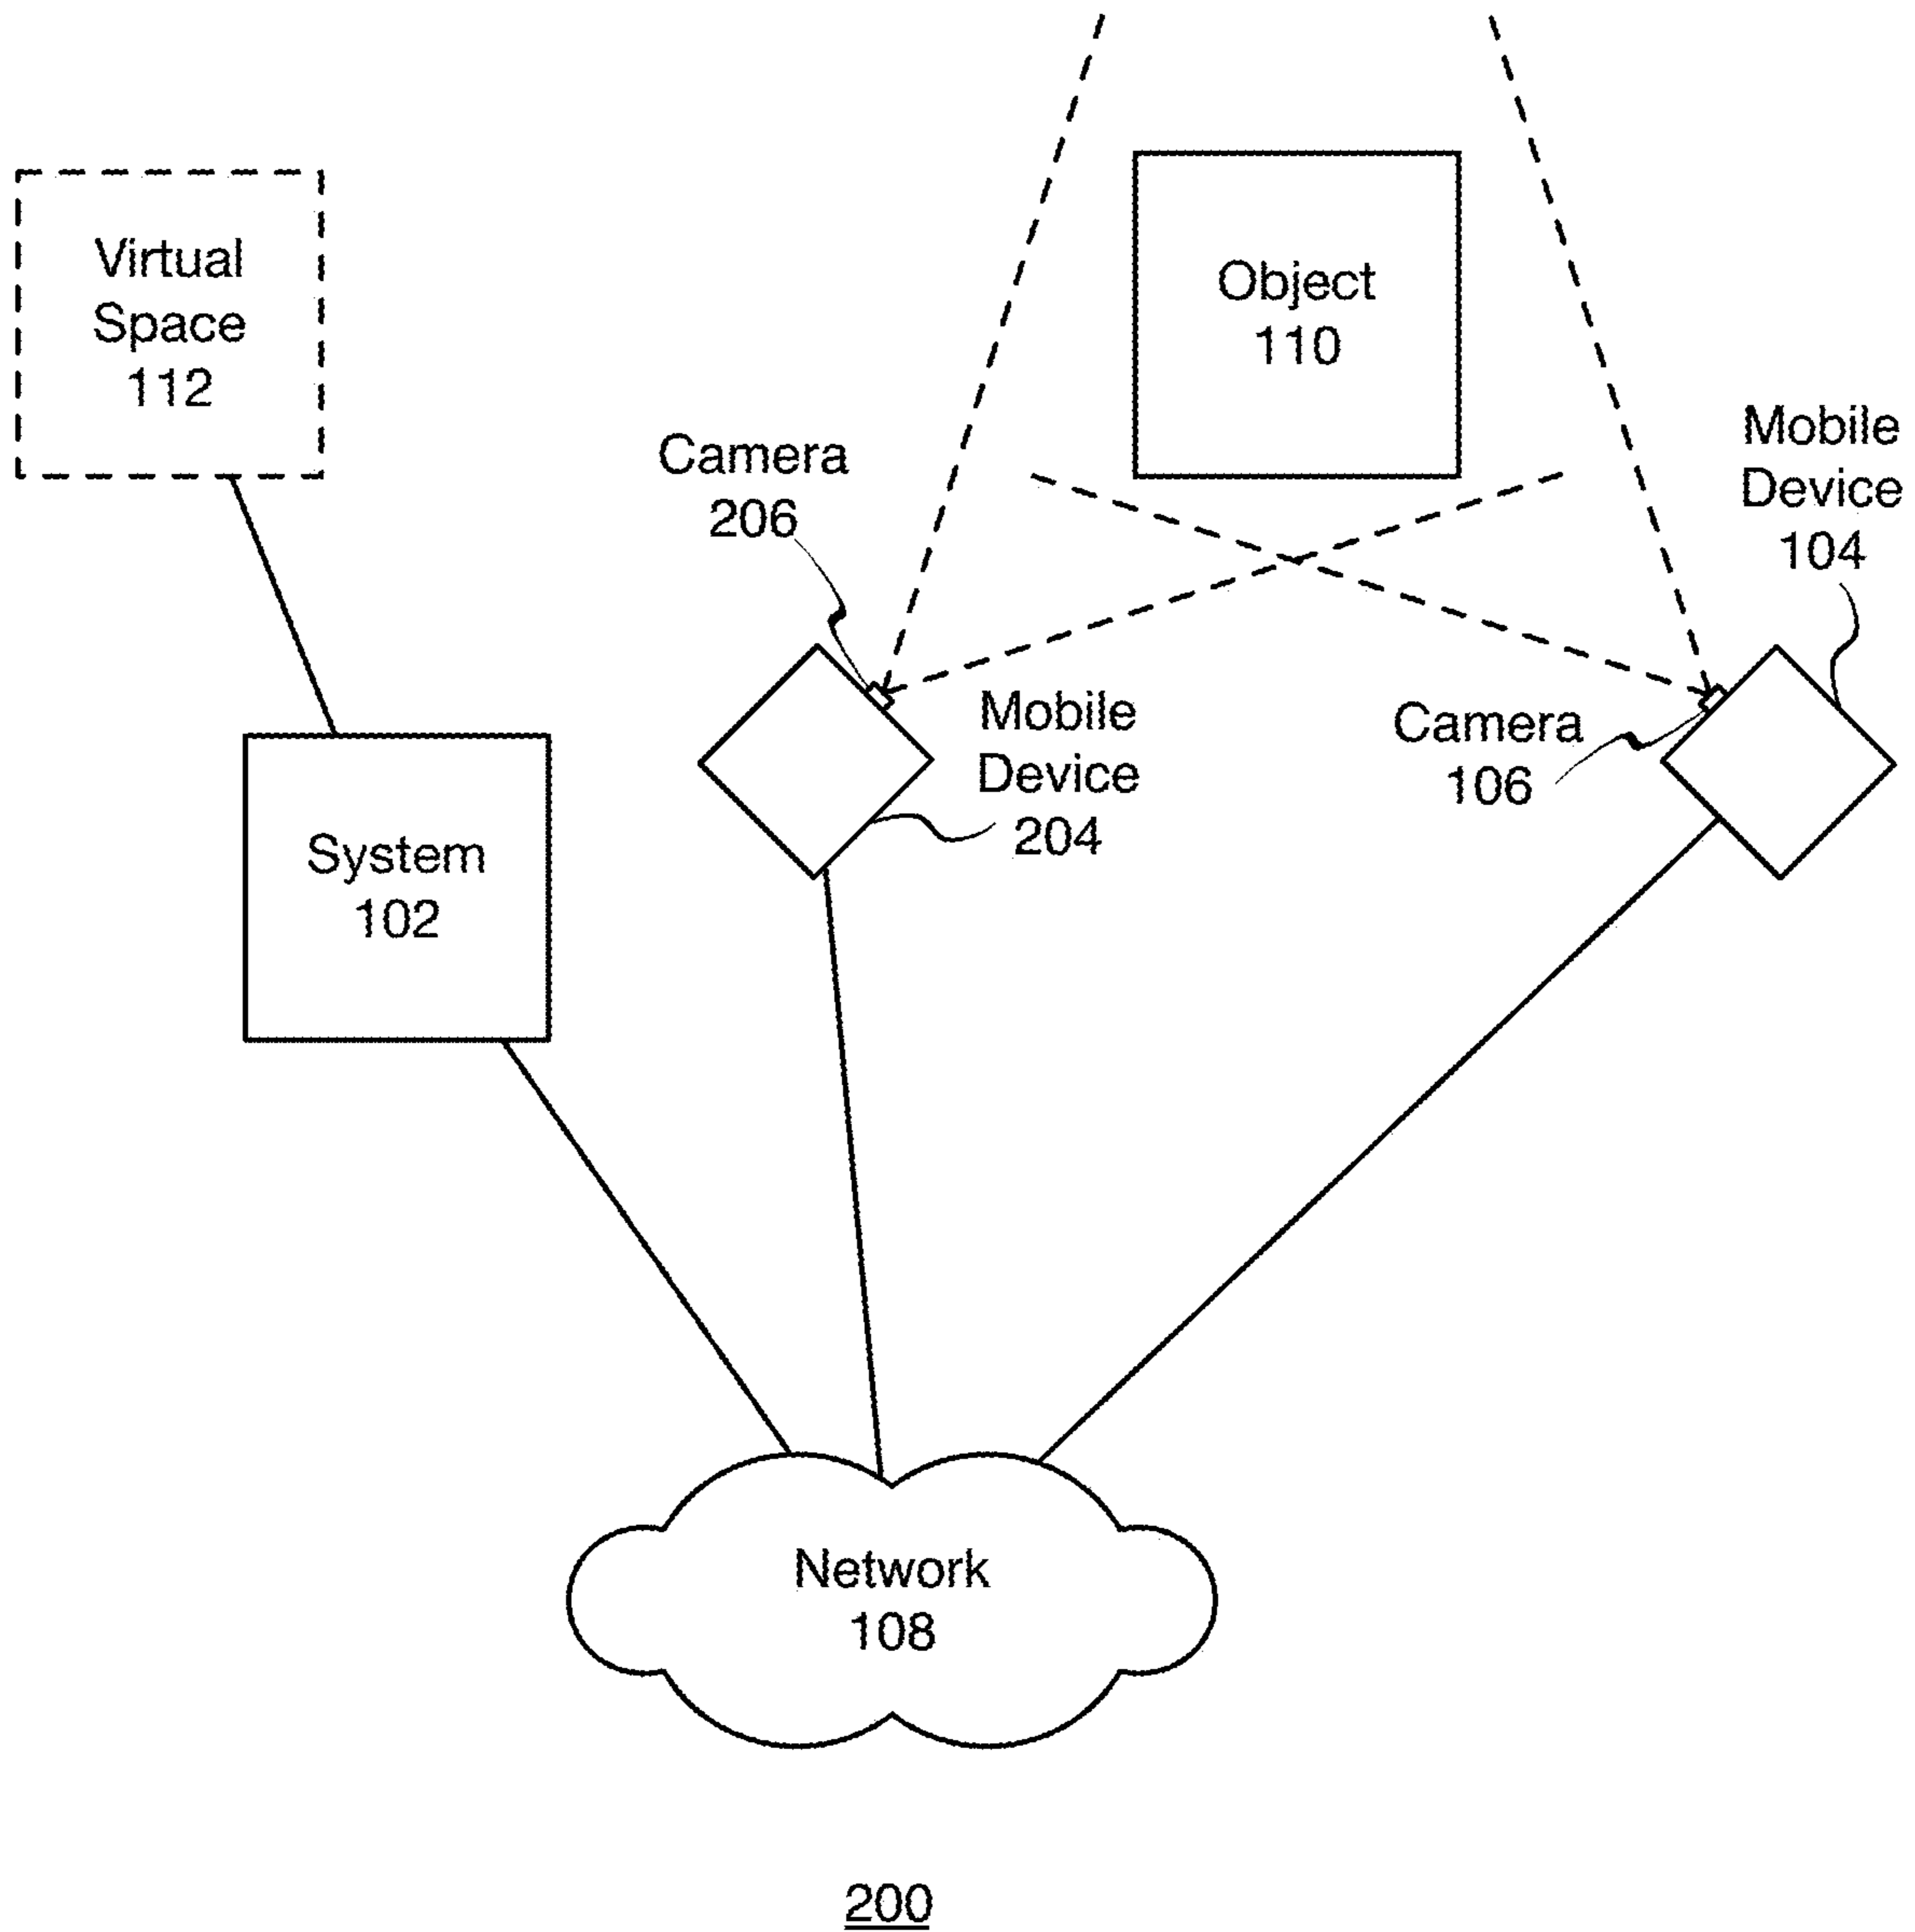 Virtual
Space
112
Object
110
Camera
206
Mobile
Device
104
Mobile
Device
204
Camera
106
System
102
Network
108
200